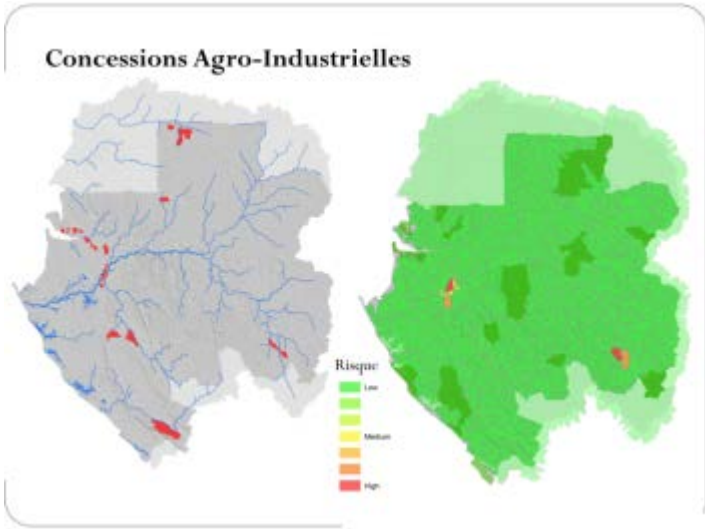 Concessions Agro-Industrielles
Risque
Low
Medium
High